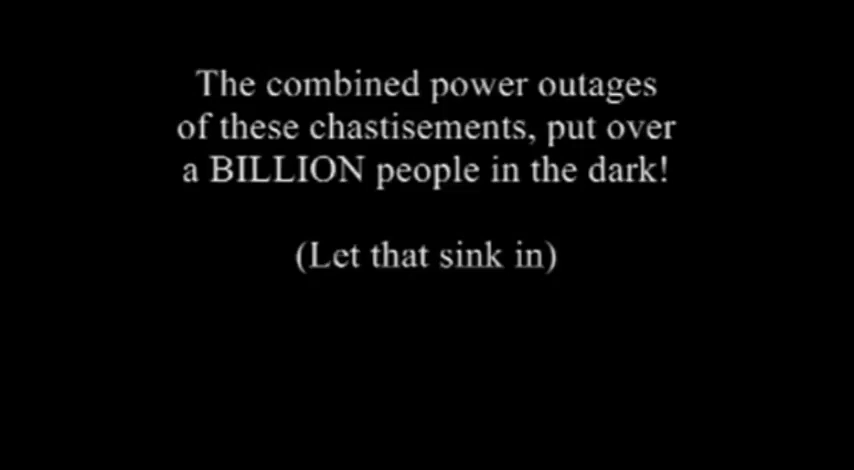 The combined power outages
of these chastisements, put over
a BILLION people in the dark!
(Let that sink in)